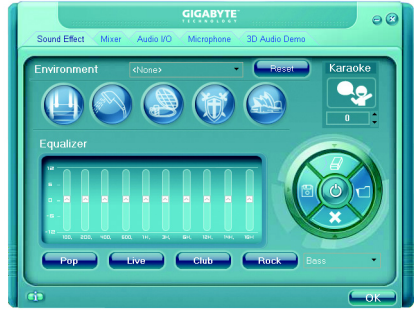 GIGABYTE™
TECHNOLOGY
Sound Effect Mixer Audio I/O Microphone 3D Audio Demo
Environment <None> Reset Karaoke
0
Equalizer
Pop Live Club Rock Bass
OK